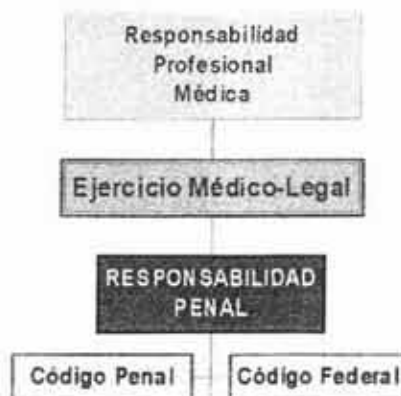 Responsabilidad
Profesional
Médica
Ejercicio Médico-Legal
RESPONSABILIDAD
PENAL
Código Penal
Código Federal